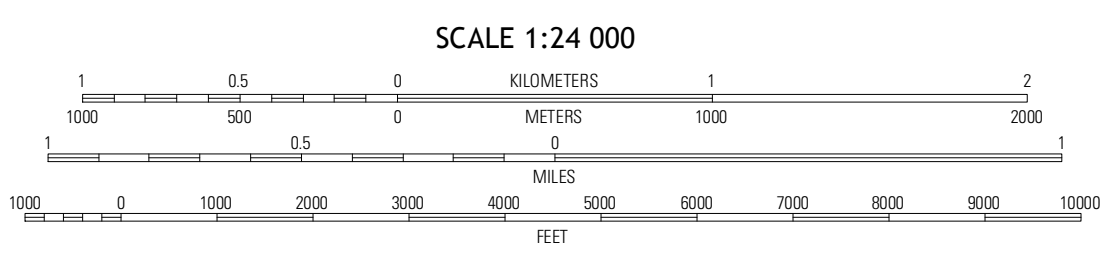 SCALE 1:24 000
1 0.5 0 KILOMETERS 1 2
1000 500 0 METERS 1000 2000
1 0.5 0 1
MILES
1000 0 1000 2000 3000 4000 5000 6000 7000 8000 9000 10000
FEET